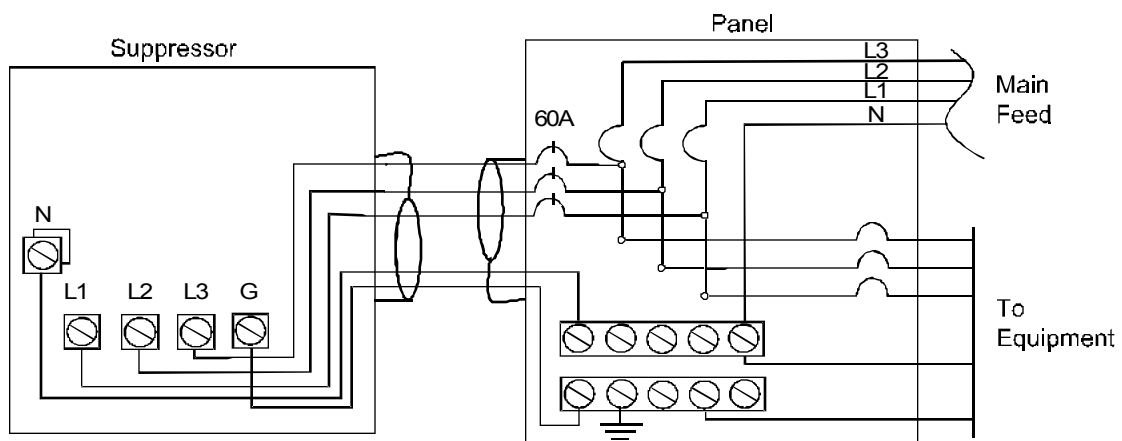 Panel
Suppressor
L3
L2
L1
N
Main
Feed
60A
N
L1 L2 L3 G
To
Equipment